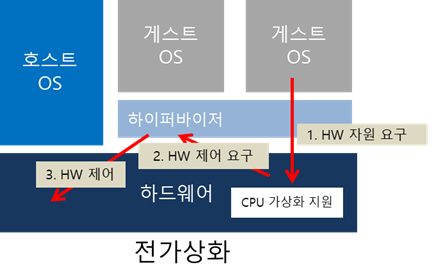 호스트
OS
게스트
OS
게스트
OS
하이퍼바이저
1. HW 자원 요구
2. HW 제어 요구
3. HW 제어
하드웨어
CPU 가상화 지원
전가상화